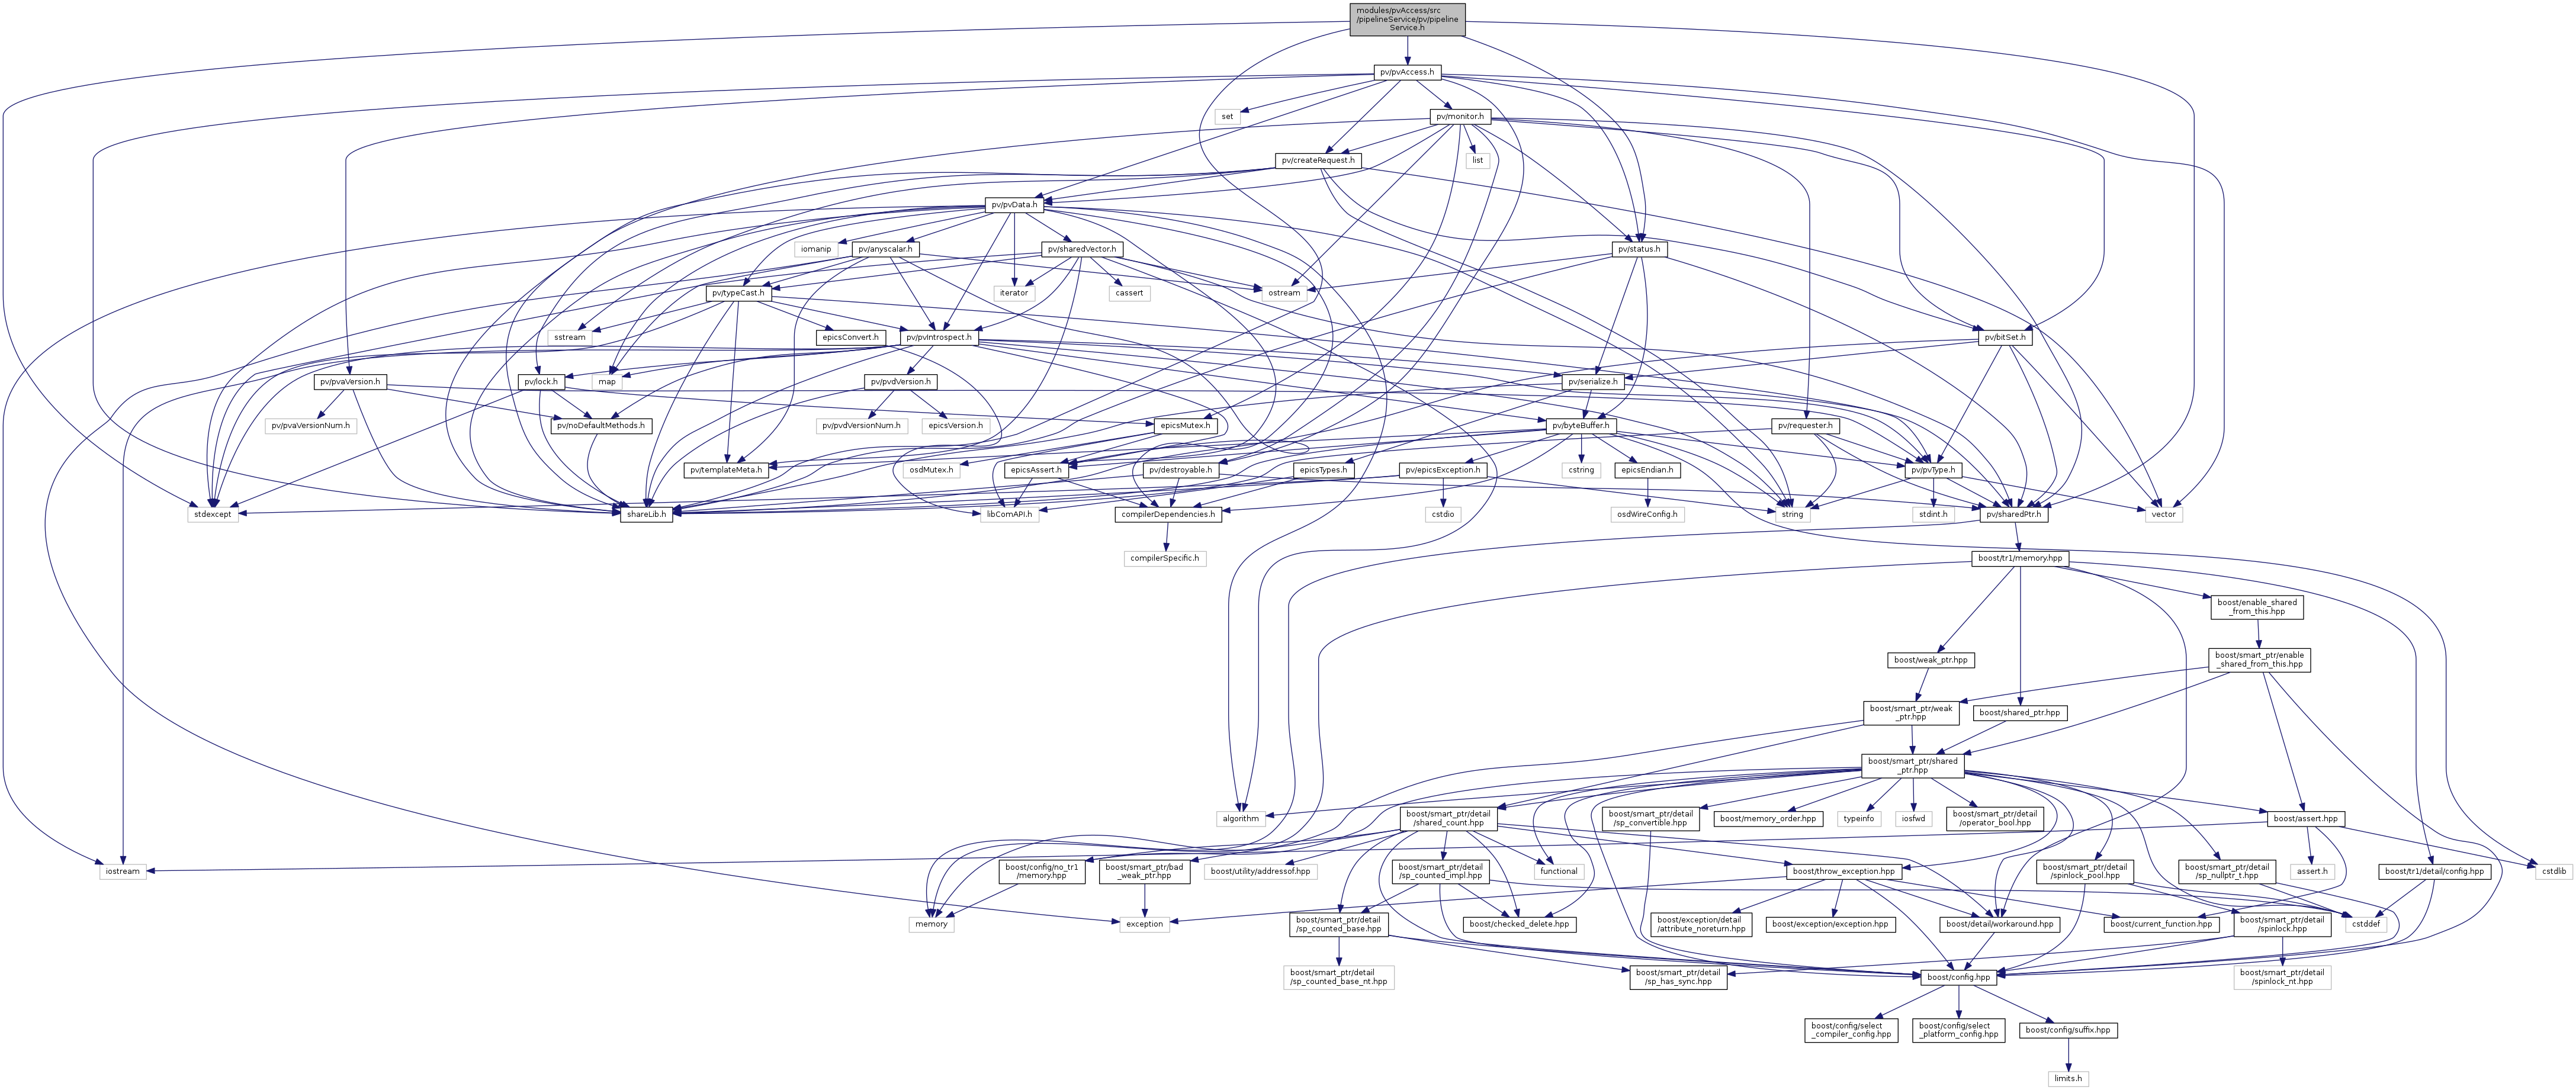 modules/pvAccess/src
/pipelineService/pv/pipeline
Service.h
pv/pvAccess.h
set
pv/monitor.h
pv/createRequest.h
list
pv/pvData.h
iomanip
pv/anyscalar.h
pv/sharedVector.h
pv/status.h
pv/typeCast.h
iterator
cassert
ostream
sstream
epicsConvert.h
pv/pvIntrospect.h
pv/bitSet.h
pv/pvaVersion.h
pv/lock.h
map
pv/pvdVersion.h
pv/serialize.h
pv/pvaVersionNum.h
pv/noDefaultMethods.h
pv/pvdVersionNum.h
epicsVersion.h
epicsMutex.h
pv/byteBuffer.h
pv/requester.h
pv/templateMeta.h
osdMutex.h
epicsAssert.h
pv/destroyable.h
epicsTypes.h
pv/epicsException.h
cstring
epicsEndian.h
pv/pvType.h
stdexcept
shareLib.h
libComAPI.h
compilerDependencies.h
cstdio
osdWireConfig.h
string
stdint.h
pv/sharedPtr.h
vector
compilerSpecific.h
boost/tr1/memory.hpp
boost/enable_shared
_from_this.hpp
boost/weak_ptr.hpp
boost/smart_ptr/enable
_shared_from_this.hpp
boost/smart_ptr/weak
_ptr.hpp
boost/shared_ptr.hpp
boost/smart_ptr/shared
_ptr.hpp
algorithm
boost/smart_ptr/detail
/shared_count.hpp
boost/smart_ptr/detail
/sp_convertible.hpp
boost/memory_order.hpp
typeinfo
iosfwd
boost/smart_ptr/detail
/operator_bool.hpp
boost/assert.hpp
iostream
boost/config/no_tr1
/memory.hpp
boost/smart_ptr/bad
_weak_ptr.hpp
boost/utility/addressof.hpp
boost/smart_ptr/detail
/sp_counted_impl.hpp
functional
boost/throw_exception.hpp
boost/smart_ptr/detail
/spinlock_pool.hpp
boost/smart_ptr/detail
/sp_nullptr_t.hpp
assert.h
boost/tr1/detail/config.hpp
cstdlib
memory
exception
boost/smart_ptr/detail
/sp_counted_base.hpp
boost/checked_delete.hpp
boost/exception/detail
/attribute_noreturn.hpp
boost/exception/exception.hpp
boost/detail/workaround.hpp
boost/current_function.hpp
boost/smart_ptr/detail
/spinlock.hpp
cstddef
boost/smart_ptr/detail
/sp_counted_base_nt.hpp
boost/smart_ptr/detail
/sp_has_sync.hpp
boost/config.hpp
boost/smart_ptr/detail
/spinlock_nt.hpp
boost/config/select
_compiler_config.hpp
boost/config/select
_platform_config.hpp
boost/config/suffix.hpp
limits.h